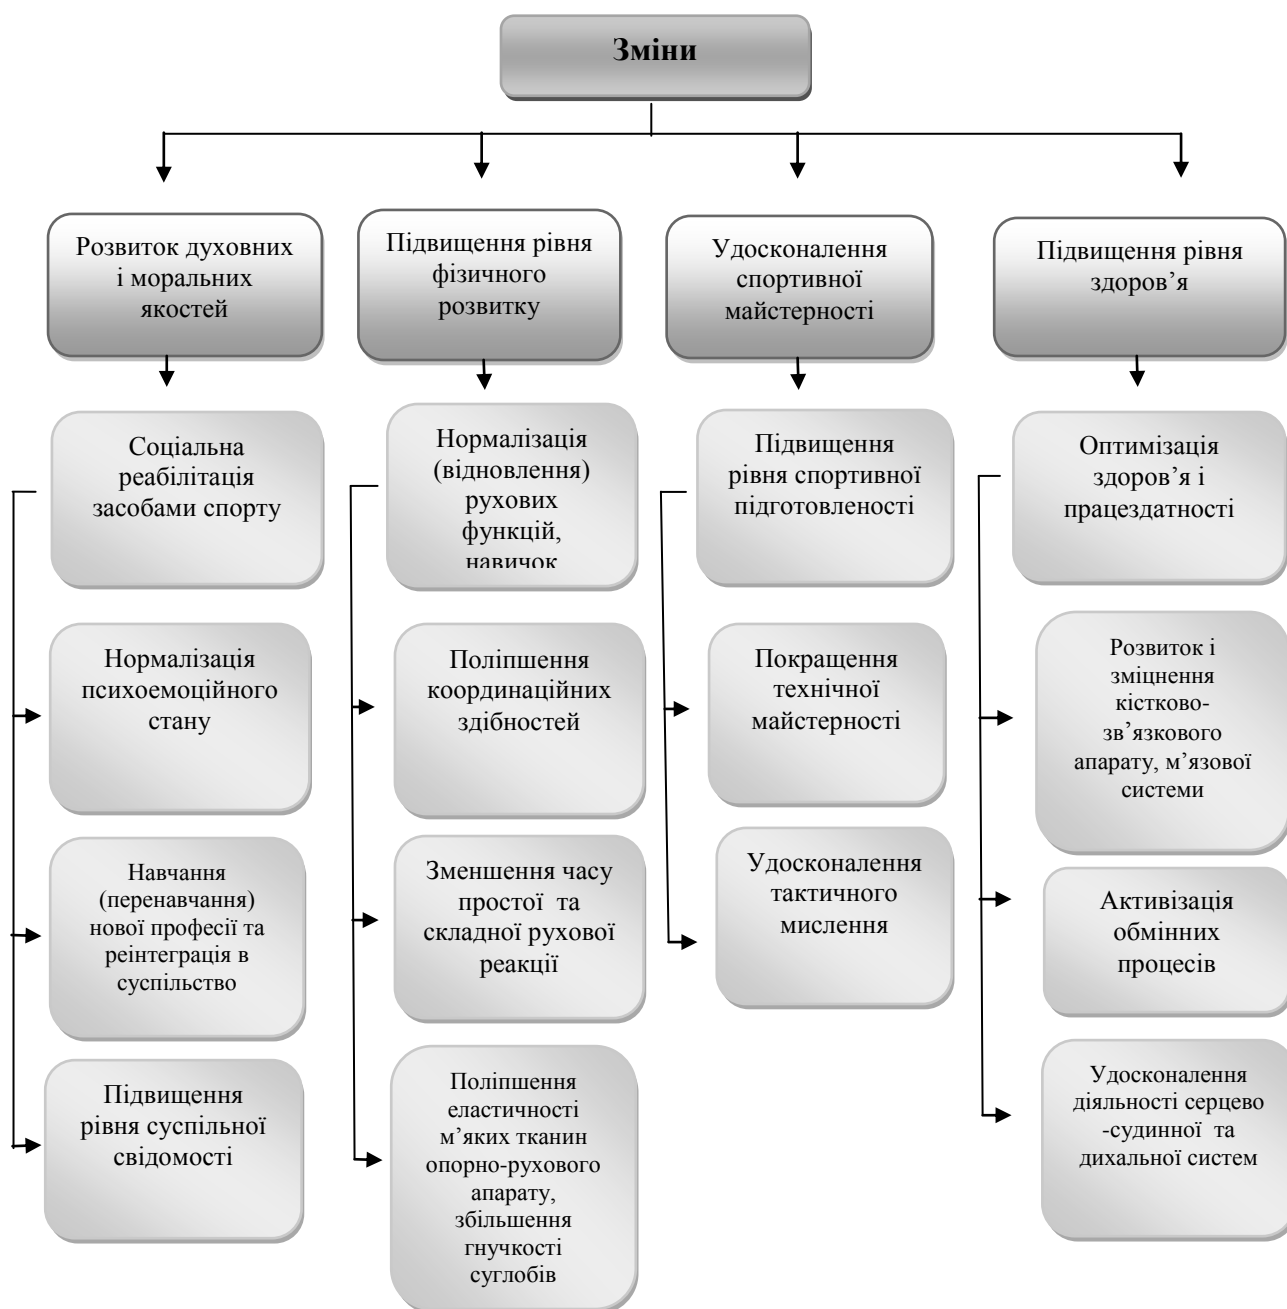 Зміни
Розвиток духовних
і моральних
якостей
Підвищення рівня
фізичного
розвитку
Удосконалення
спортивної
майстерності
Підвищення рівня
здоров’я
Соціальна
реабілітація
засобами спорту
Нормалізація
(відновлення)
рухових
функцій,
навичок
Підвищення
рівня спортивної
підготовленості
Оптимізація
здоров’я і
працездатності
Нормалізація
психоемоційного
стану
Поліпшення
координаційних
здібностей
Покращення
технічної
майстерності
Розвиток і
зміцнення
кістково-
зв’язкового
апарату, м’язової
системи
Навчання
(перенавчання)
нової професії та
реінтеграція в
суспільство
Зменшення часу
простої та
складної рухової
реакції
Удосконалення
тактичного
мислення
Активізація
обмінних
процесів
Підвищення
рівня суспільної
свідомості
Поліпшення
еластичності
м’яких тканин
опорно-рухового
апарату,
збільшення
гнучкості
суглобів
Удосконалення
діяльності серцево
-судинної та
дихальної систем